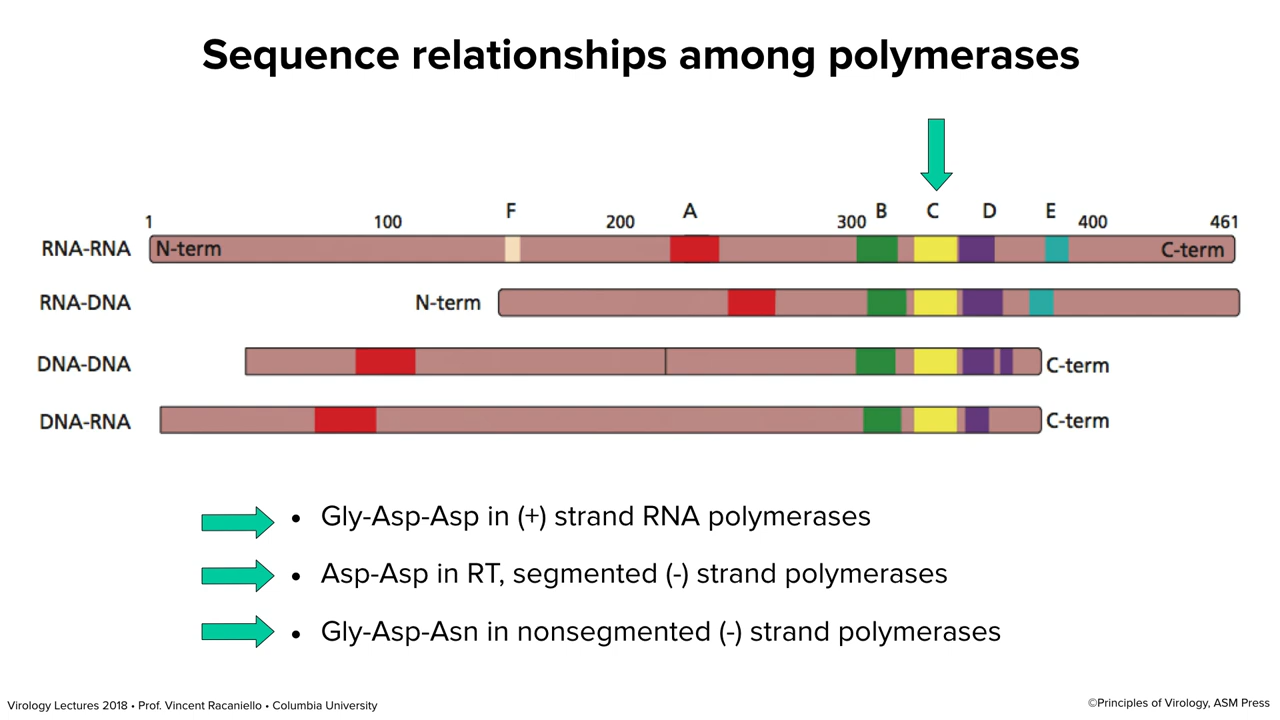 Sequence relationships among polymerases
1 100 F 200 A 300 B C D E 400 461
RNA-RNA N-term C-term
RNA-DNA N-term
DNA-DNA C-term
DNA-RNA C-term
• Gly-Asp-Asp in (+) strand RNA polymerases
• Asp-Asp in RT, segmented (-) strand polymerases
• Gly-Asp-Asn in nonsegmented (-) strand polymerases
Virology Lectures 2018 • Prof. Vincent Racaniello • Columbia University
©Principles of Virology, ASM Press